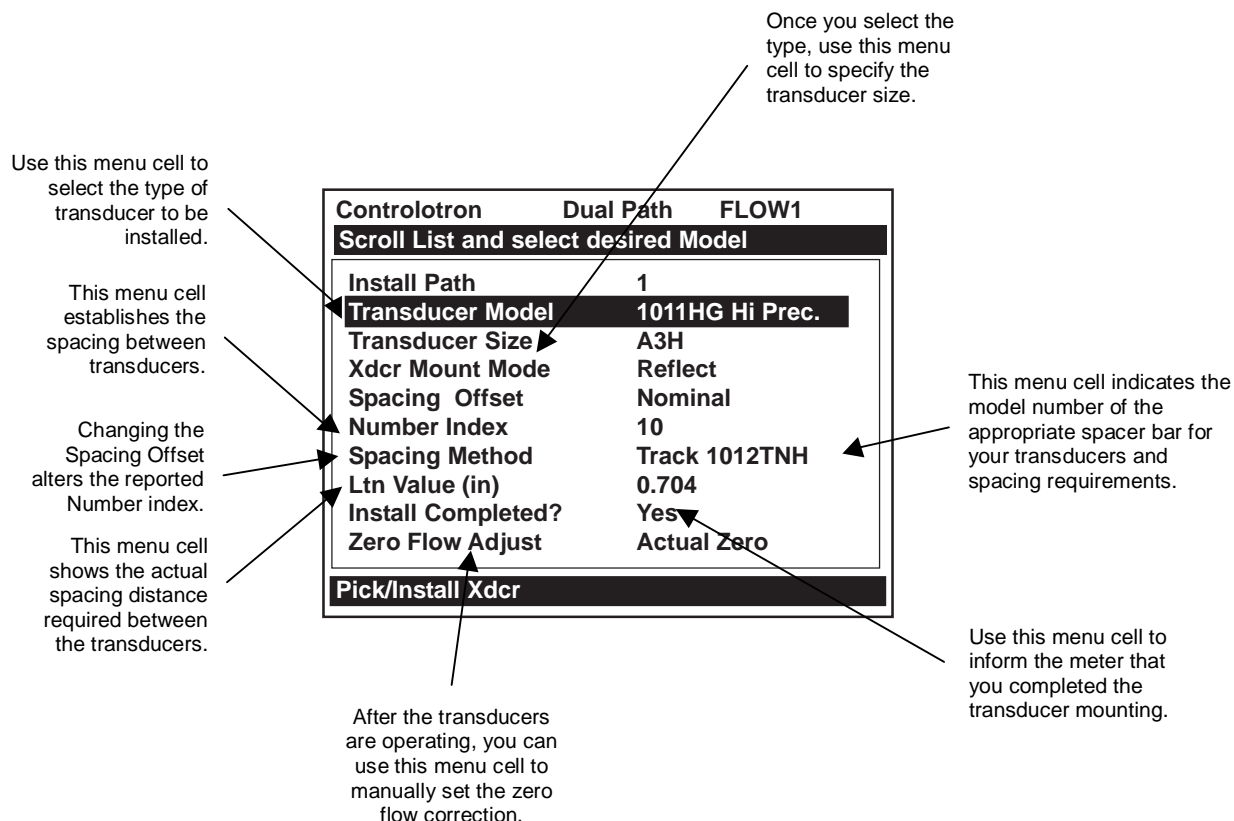 Once you select the
type, use this menu
cell to specify the
transducer size.
Use this menu cell to
select the type of
transducer to be
installed.
This menu cell
establishes the
spacing between
transducers.
Changing the
Spacing Offset
alters the reported
Number index.
This menu cell
shows the actual
spacing distance
required between
the transducers.
Controlotron Dual Path FLOW1
Scroll List and select desired Model
Install Path 1
Transducer Model 1011HG Hi Prec.
Transducer Size A3H
Xdcr Mount Mode Reflect
Spacing Offset Nominal
Number Index 10
Spacing Method Track 1012TNH
Ltn Value (in) 0.704
Install Completed? Yes
Zero Flow Adjust Actual Zero
Pick/Install Xdcr
This menu cell indicates the
model number of the
appropriate spacer bar for
your transducers and
spacing requirements.
Use this menu cell to
inform the meter that
you completed the
transducer mounting.
After the transducers
are operating, you can
use this menu cell to
manually set the zero
flow correction.